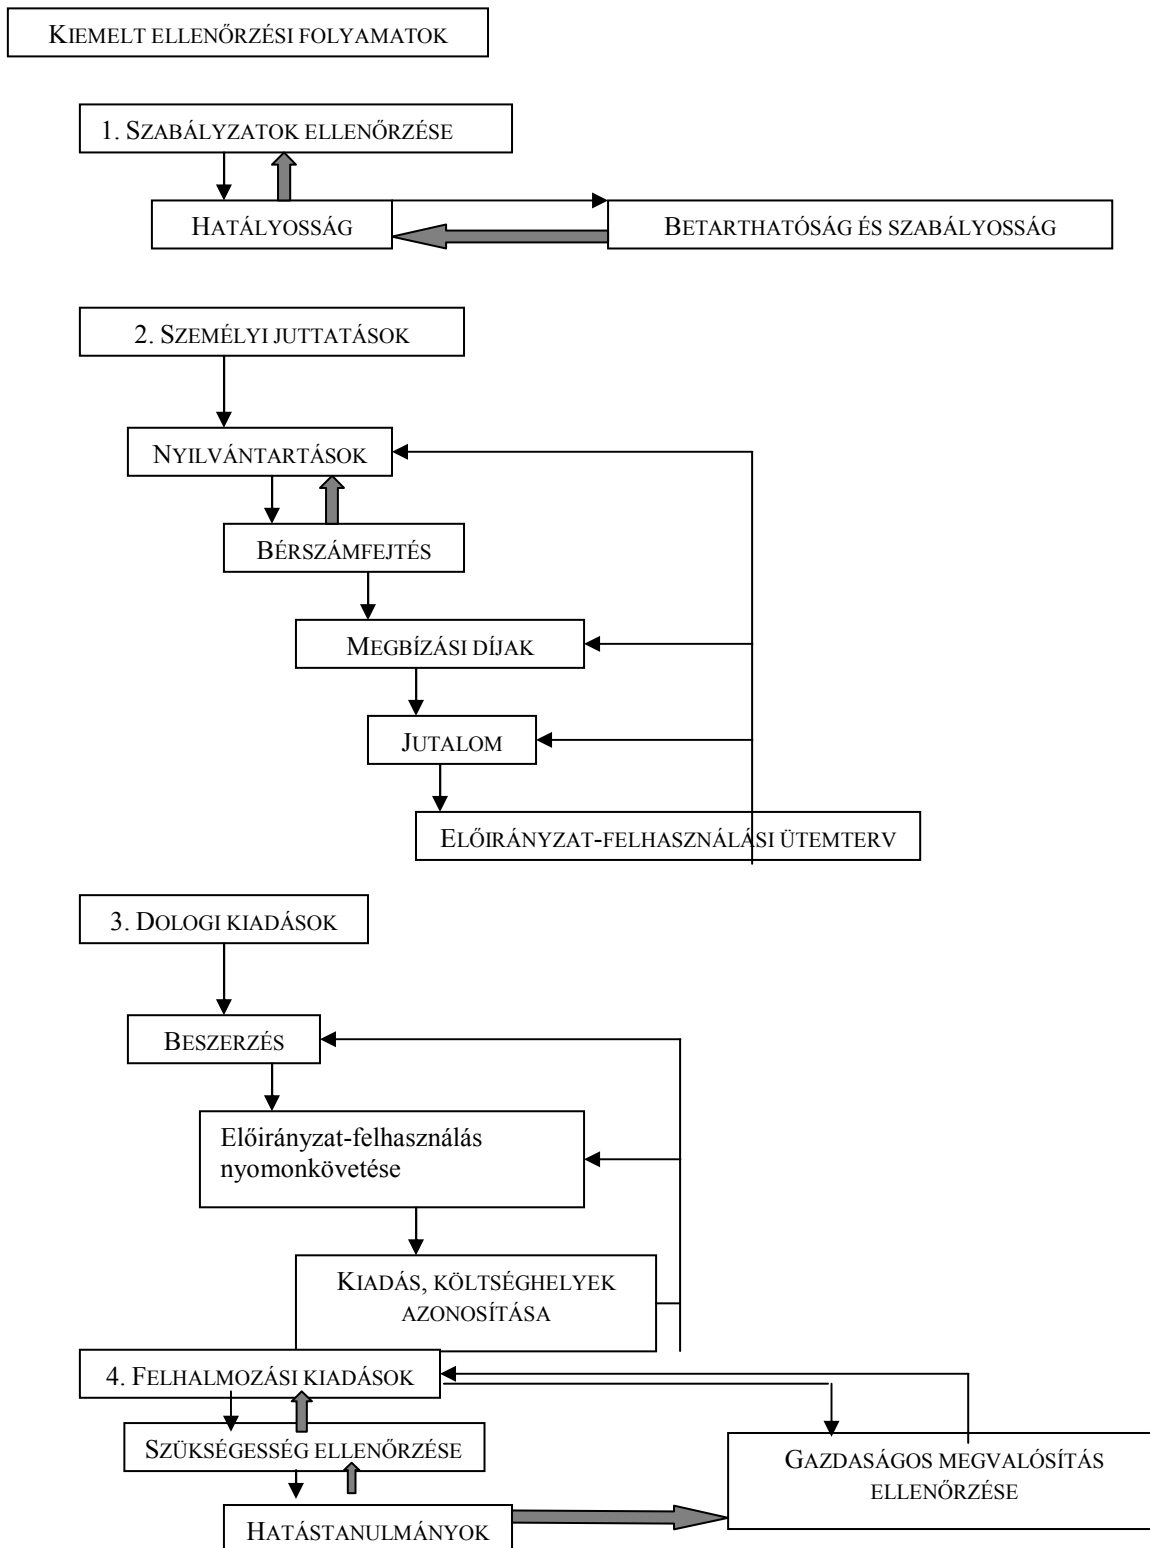 KIEMELT ELLENŐRZÉSI FOLYAMATOK
1. SZABÁLYZATOK ELLENŐRZÉSE
HATÁLYOSSÁG
BETARTHATÓSÁG ÉS SZABÁLYOSSÁG
2. SZEMÉLYI JUTTATÁSOK
NYILVÁNTARTÁSOK
BÉRSZÁMFEJTÉS
MEGBÍZÁSI DÍJAK
JUTALOM
ELŐIRÁNYZAT-FELHASZNÁLÁSI ÜTEMTERV
3. DOLOGI KIADÁSOK
BESZERZÉS
Előirányzat-felhasználás
nyomonkövetése
KIADÁS, KÖLTSÉGHELYEK
AZONOSÍTÁSA
4. FELHALMOZÁSI KIADÁSOK
SZÜKSÉGESSÉG ELLENŐRZÉSE
GAZDASÁGOS MEGVALÓSÍTÁS
ELLENŐRZÉSE
HATÁSTANULMÁNYOK